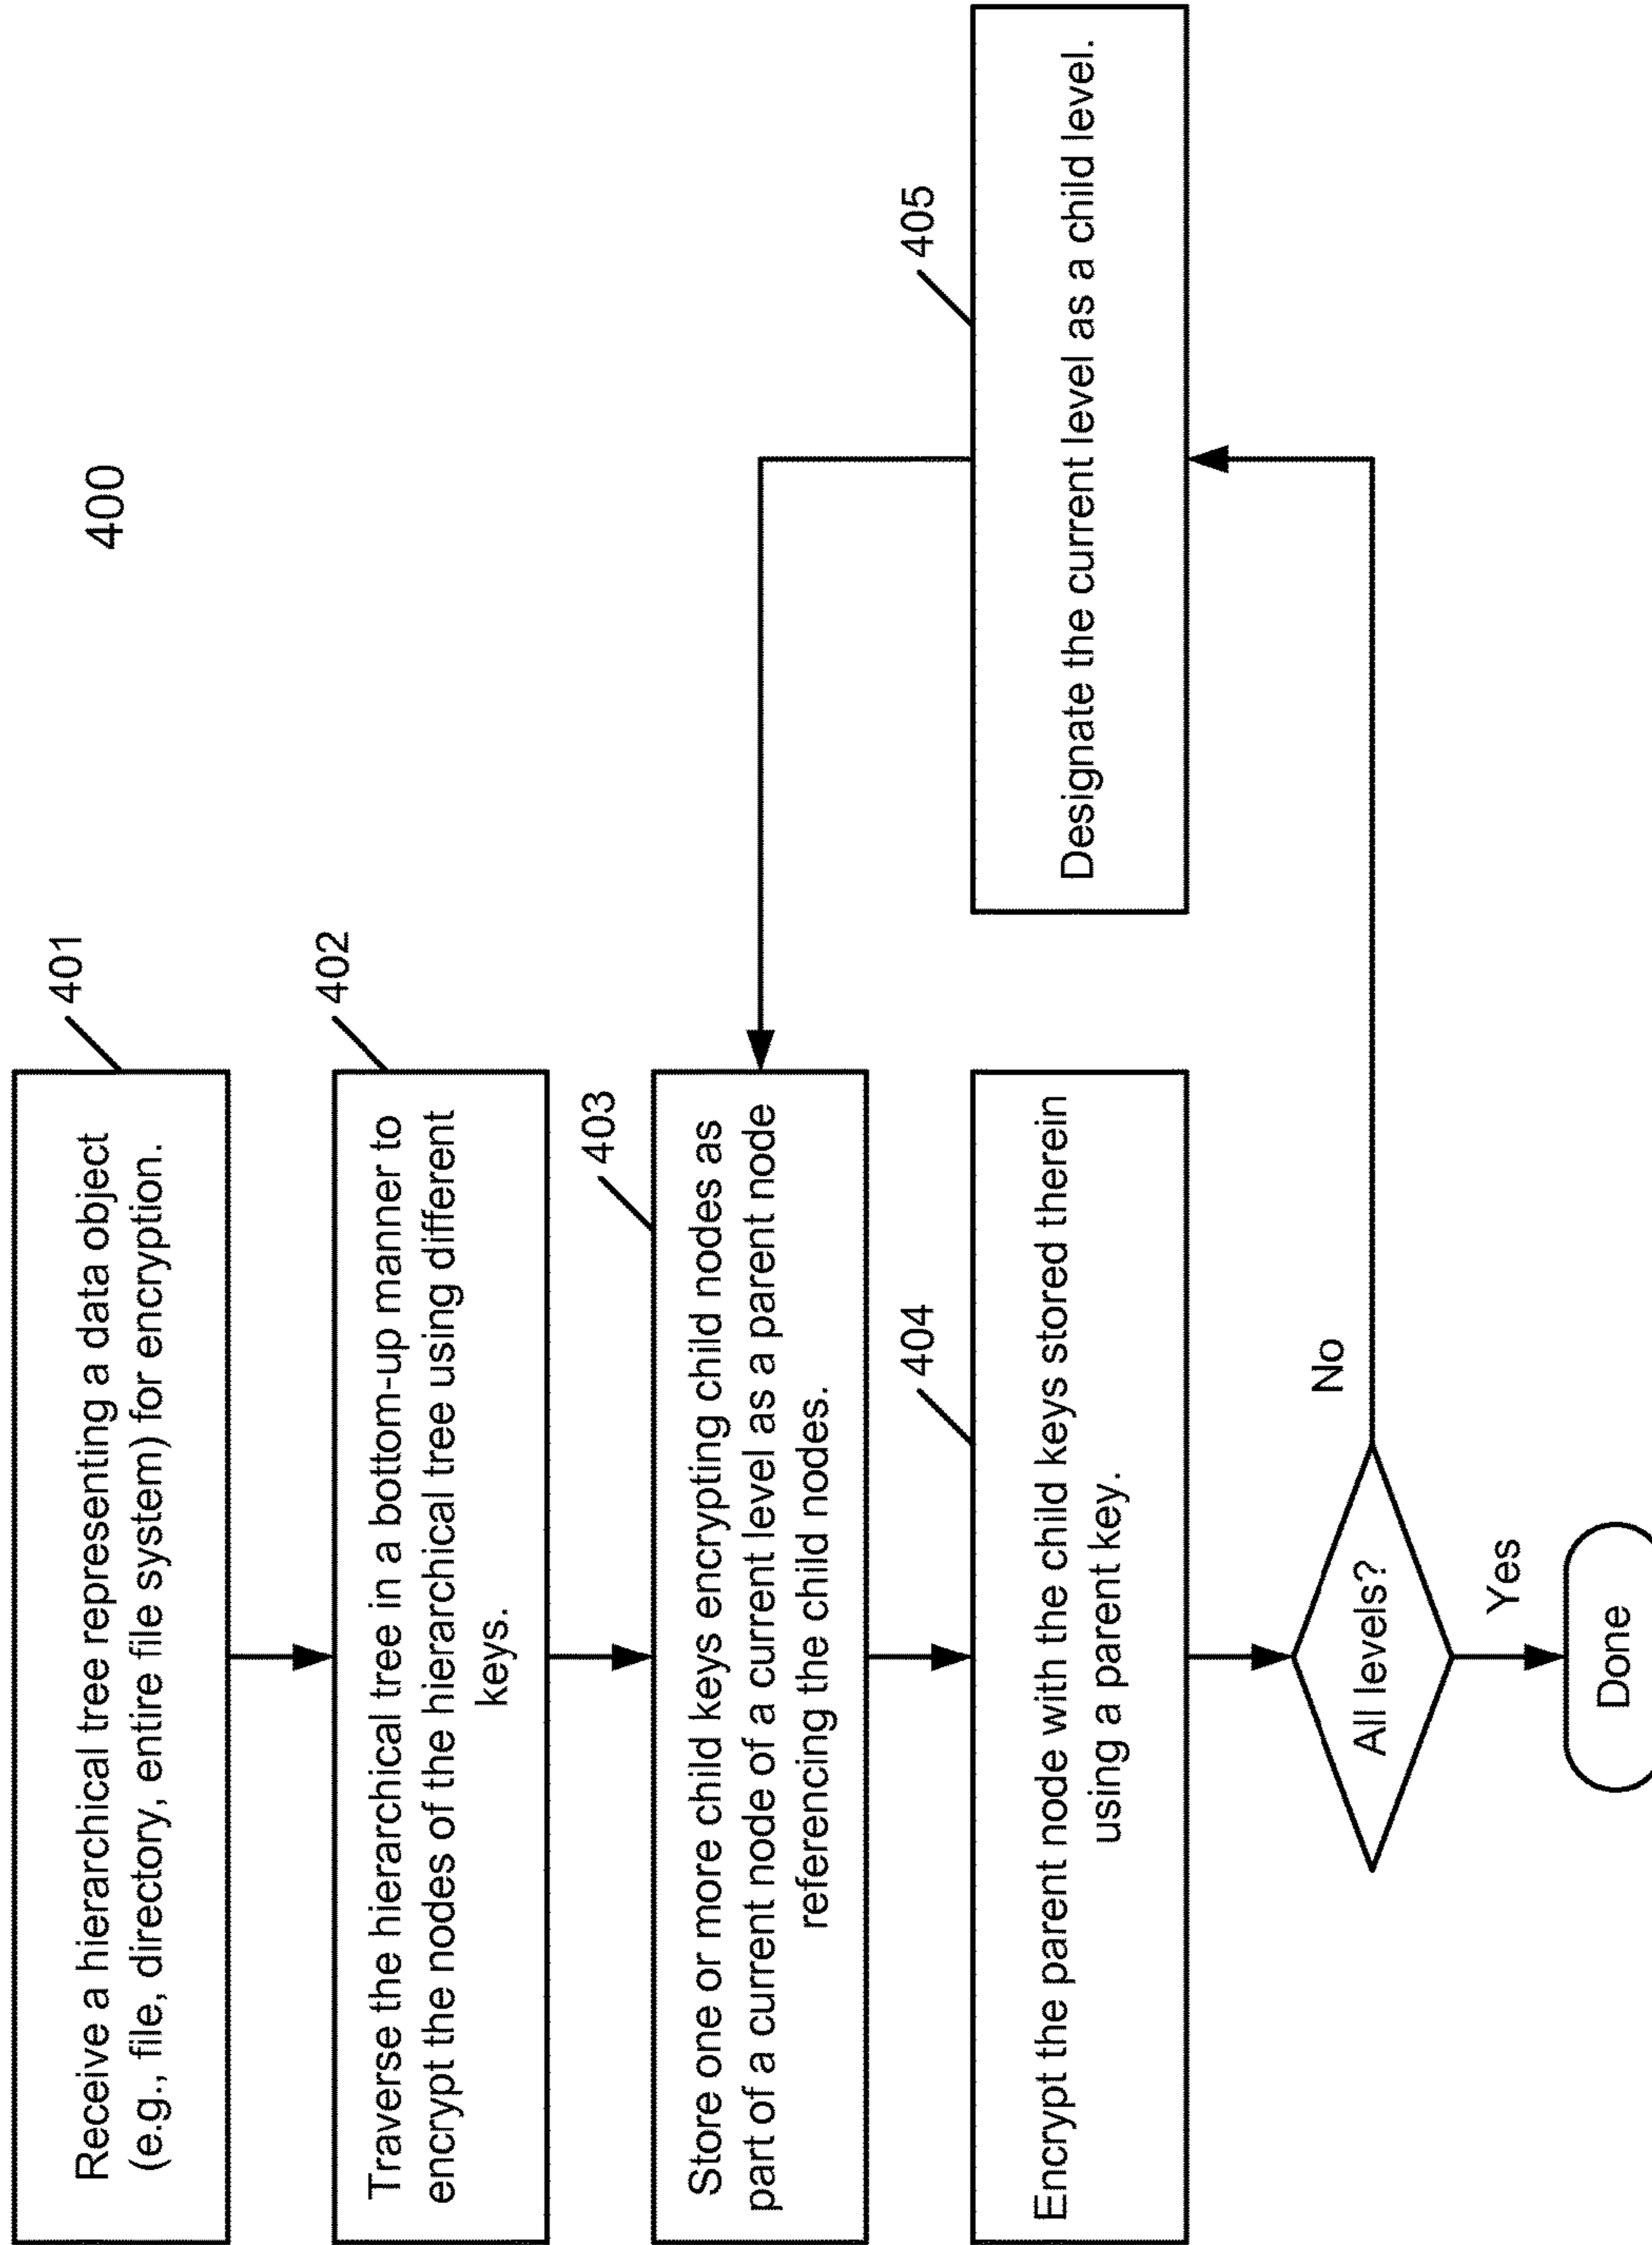 400
401
Receive a hierarchical tree representing a data object
(e.g., file, directory, entire file system) for encryption.
402
Traverse the hierarchical tree in a bottom-up manner to
encrypt the nodes of the hierarchical tree using different
keys.
403
Store one or more child keys encrypting child nodes as
part of a current node of a current level as a parent node
referencing the child nodes.
404
Encrypt the parent node with the child keys stored therein
using a parent key.
405
Designate the current level as a child level.
All levels?
No
Yes
Done